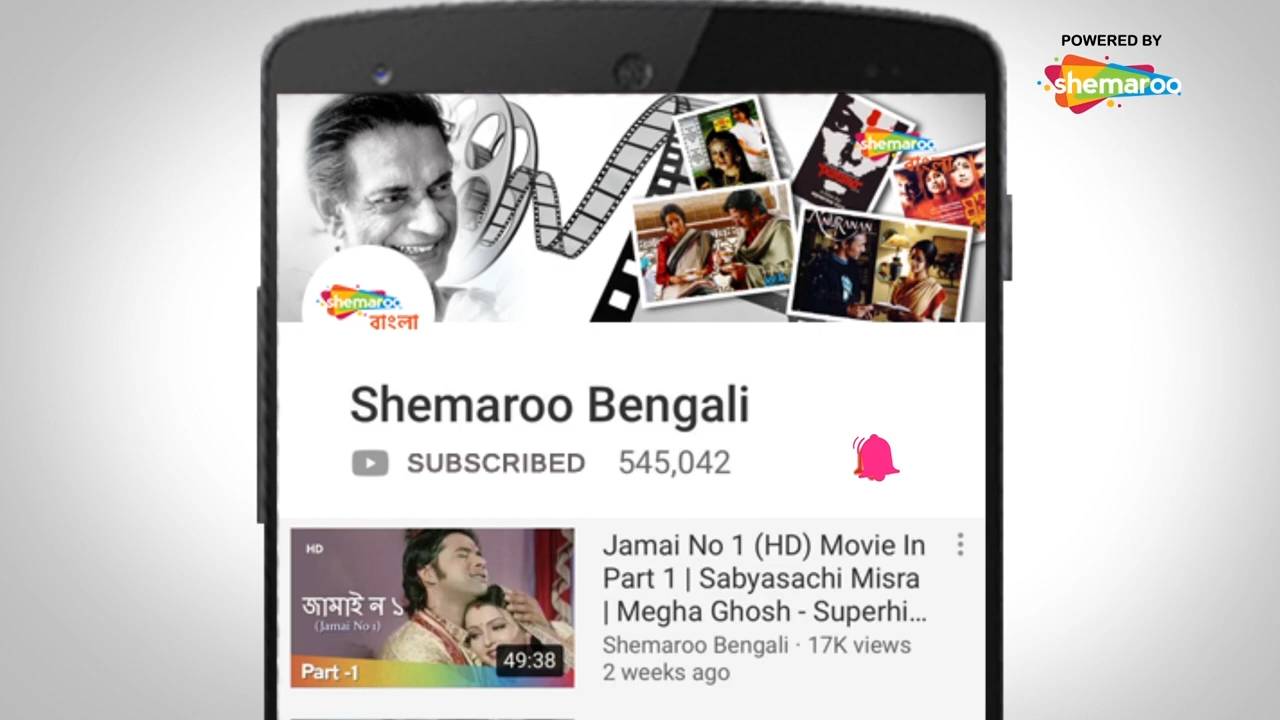 POWERED BY
shemaroo
shemaroo
বাংলা
ANURANAN
shemaroo
বাংলা
Shemaroo Bengali
SUBSCRIBED 545,042
HD
জামাই ন ১
(Jamai No 1)
Part -1
49:38
Jamai No 1 (HD) Movie In
Part 1 | Sabyasachi Misra
| Megha Ghosh - Superhi...
Shemaroo Bengali · 17K views
2 weeks ago